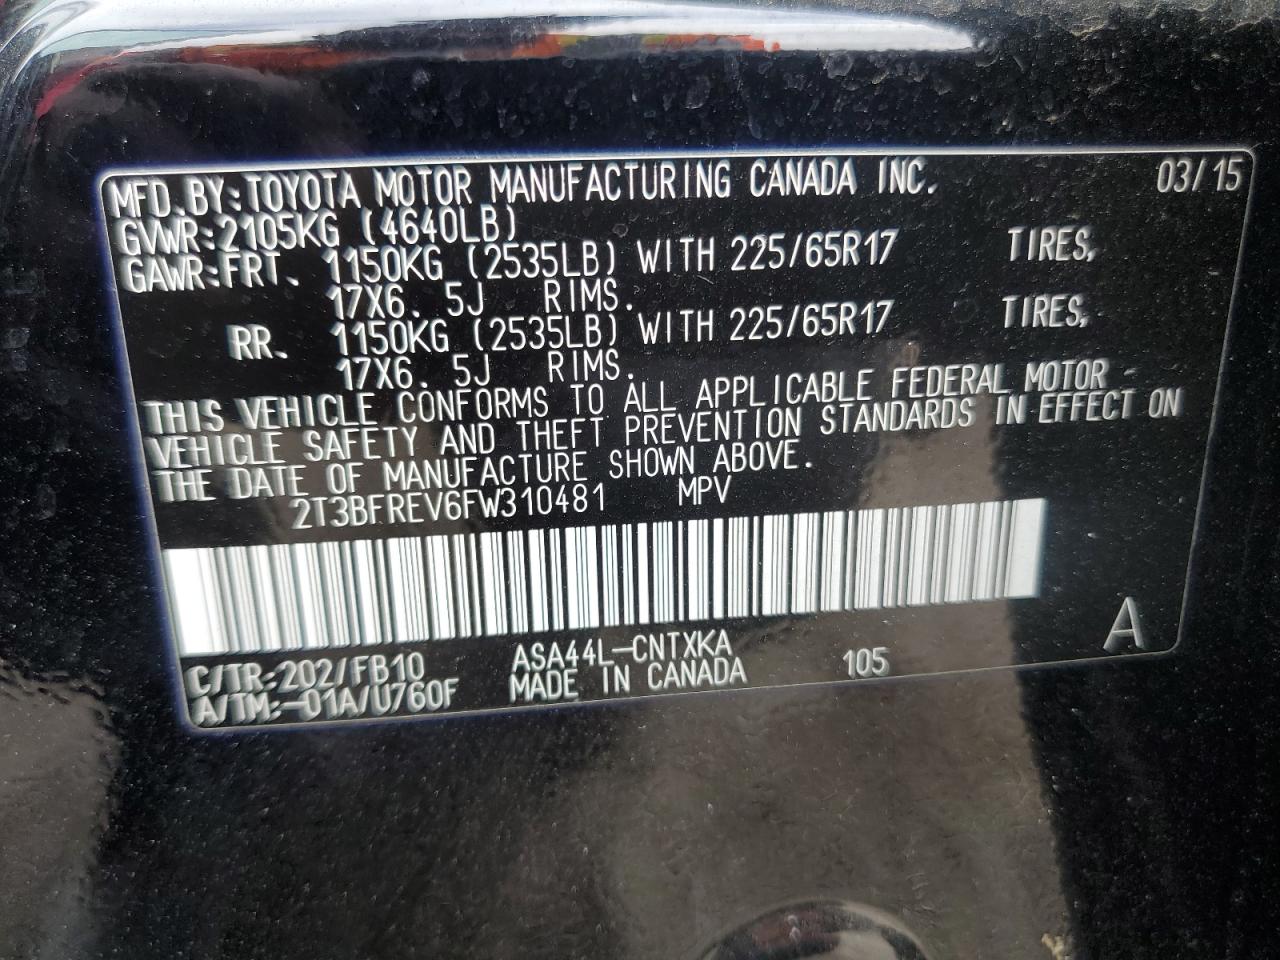 MFD.BY:TOYOTA MOTOR MANUFACTURING CANADA INC. 03/15
GVWR:2105KG (4640LB)
GAWR:FRT. 1150KG (2535LB) WITH 225/65R17 TIRES,
17X6. 5J RIMS.
RR. 1150KG (2535LB) WITH 225/65R17 TIRES,
17X6. 5J RIMS.
THIS VEHICLE CONFORMS TO ALL APPLICABLE FEDERAL MOTOR -
VEHICLE SAFETY AND THEFT PREVENTION STANDARDS IN EFFECT ON
THE DATE OF MANUFACTURE SHOWN ABOVE.
2T3BFREV6FW310481 MPV
C/TR:202/FB10 ASA44L-CNTXKA 105 A
A/TM:-01A/U760F MADE IN CANADA